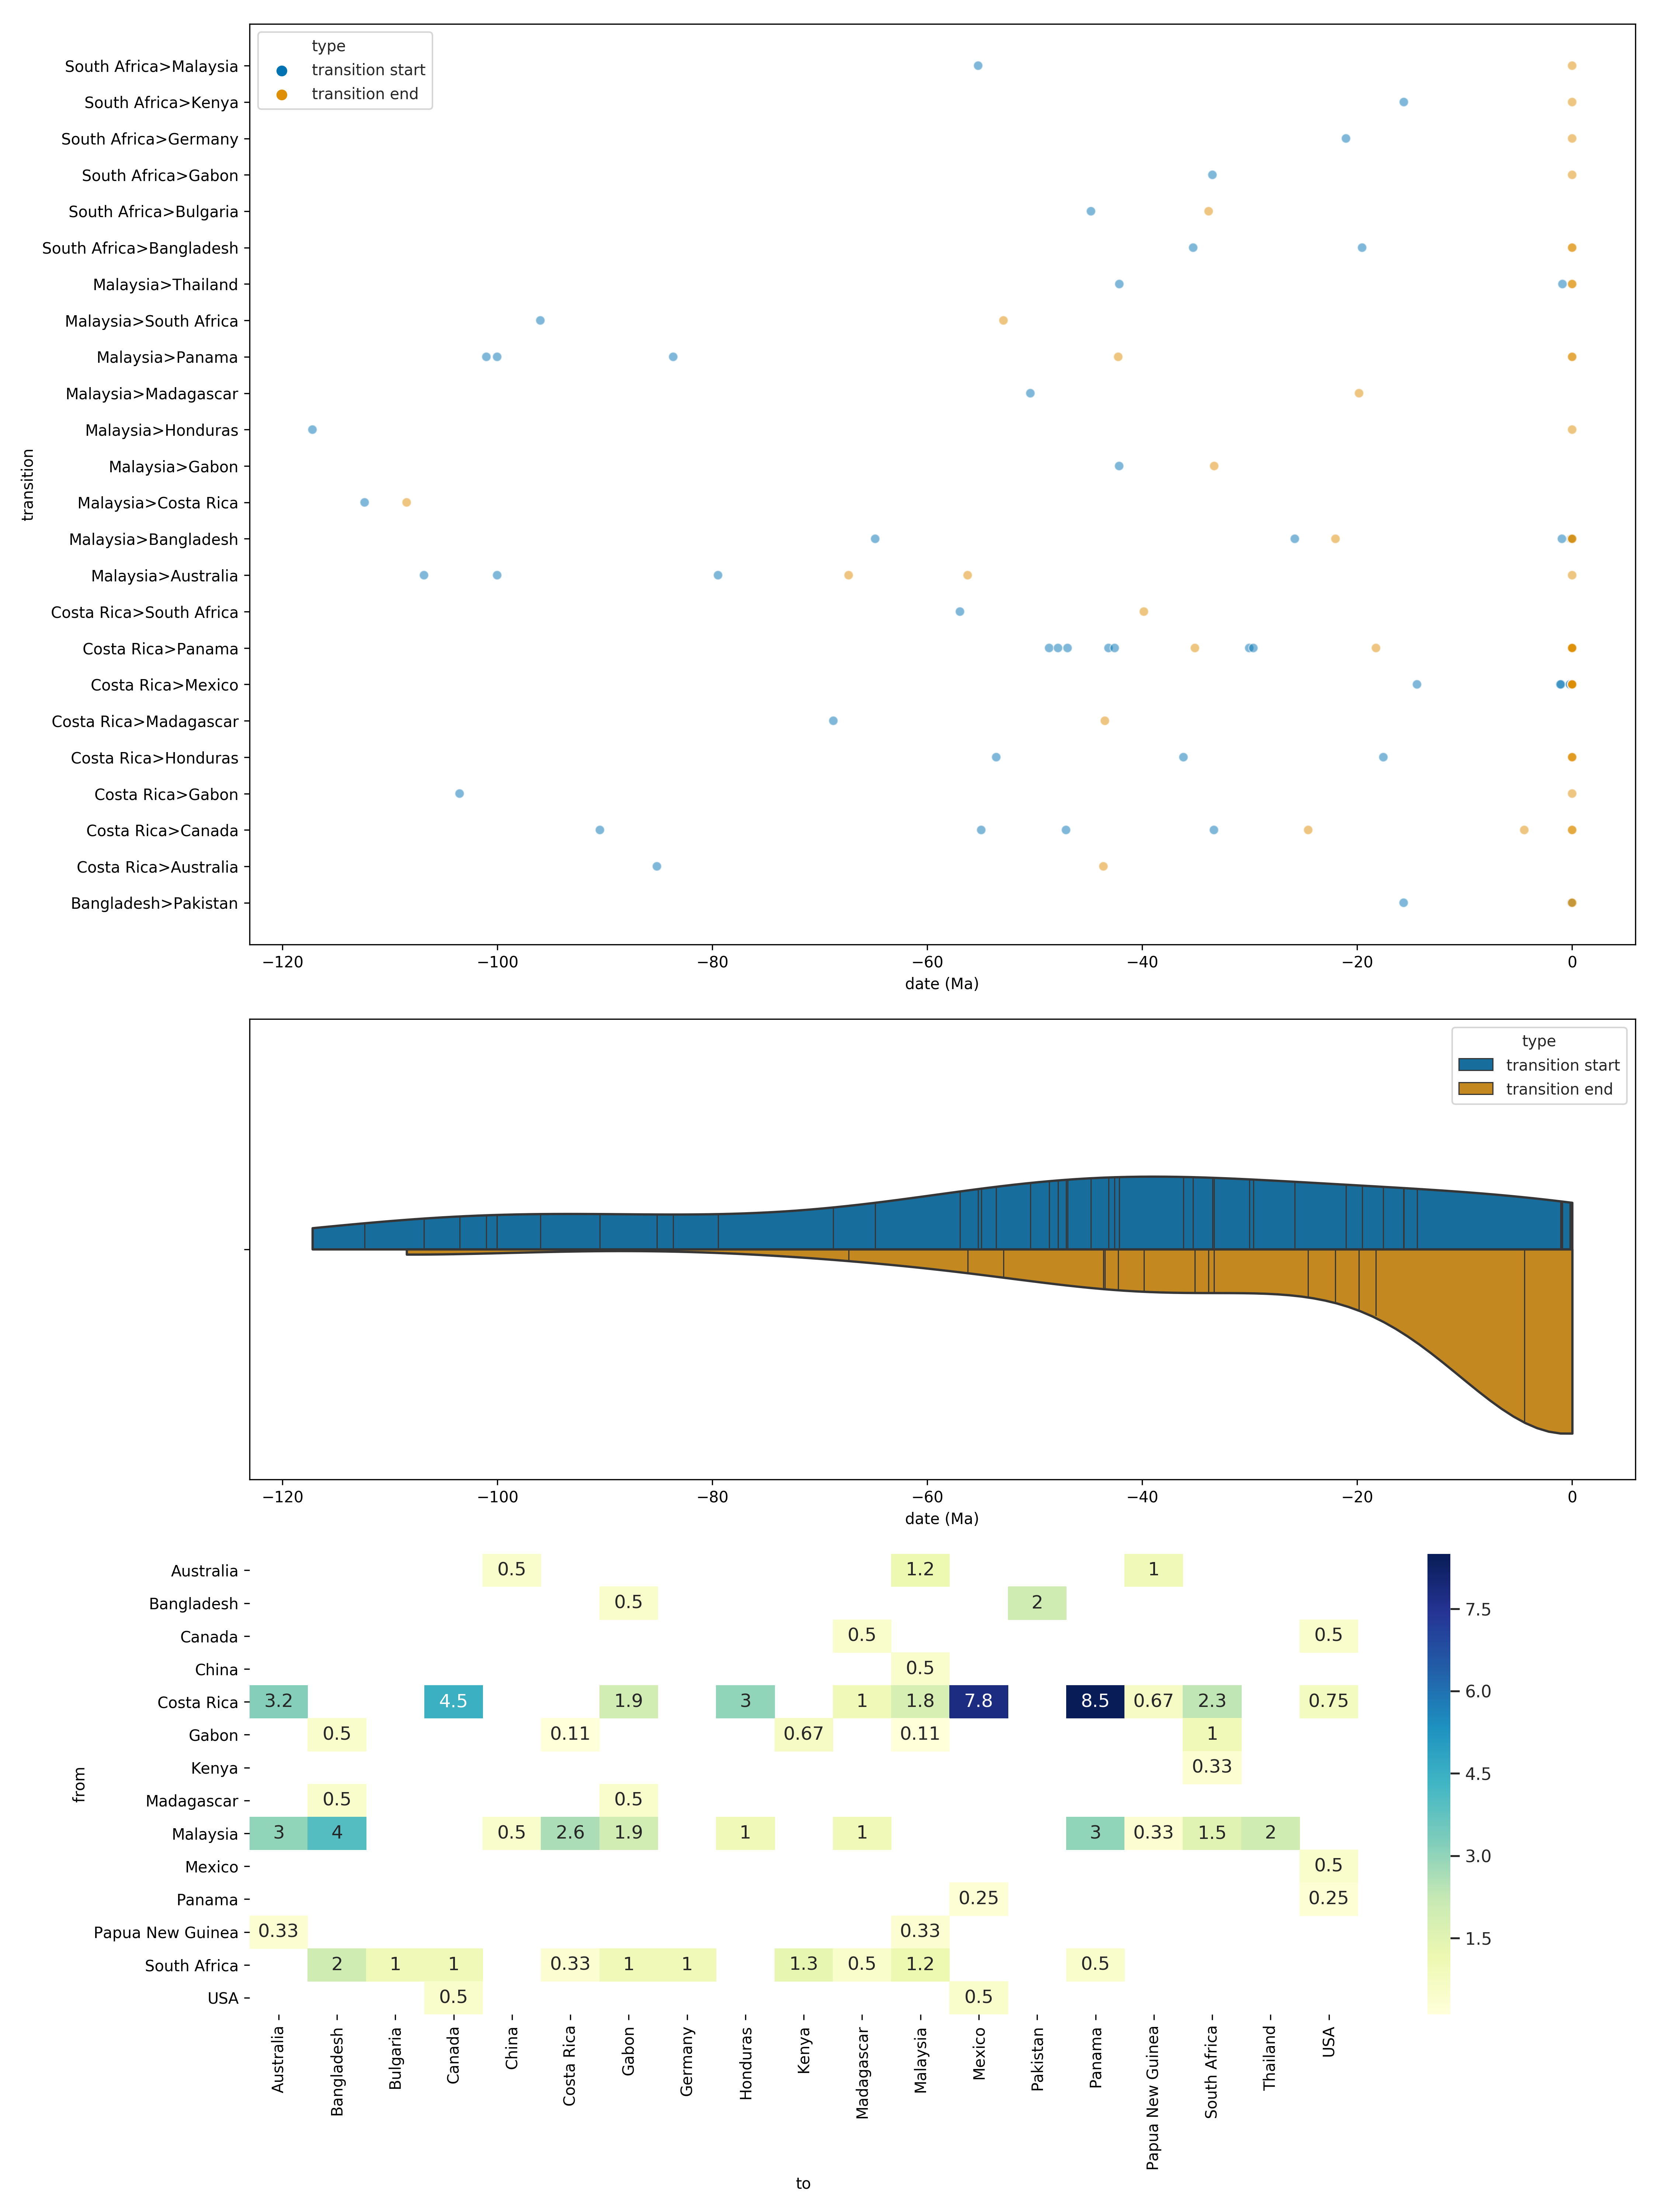 type
transition start
transition end
South Africa>Malaysia
South Africa>Kenya
South Africa>Germany
South Africa>Gabon
South Africa>Bulgaria
South Africa>Bangladesh
Malaysia>Thailand
Malaysia>South Africa
Malaysia>Panama
Malaysia>Madagascar
Malaysia>Honduras
Malaysia>Gabon
Malaysia>Costa Rica
Malaysia>Bangladesh
Malaysia>Australia
Costa Rica>South Africa
Costa Rica>Panama
Costa Rica>Mexico
Costa Rica>Madagascar
Costa Rica>Honduras
Costa Rica>Gabon
Costa Rica>Canada
Costa Rica>Australia
Bangladesh>Pakistan
transition
−120 −100 −80 −60 −40 −20 0
date (Ma)
type
transition start
transition end
−120 −100 −80 −60 −40 −20 0
date (Ma)
from
Australia 0.5 1.2 1
Bangladesh 0.5 2
Canada 0.5 0.5
China 0.5
Costa Rica 3.2 4.5 1.9 3 1 1.8 7.8 8.5 0.67 2.3 0.75
Gabon 0.5 0.11 0.67 0.11 1
Kenya 0.33
Madagascar 0.5 0.5
Malaysia 3 4 0.5 2.6 1.9 1 1 3 0.33 1.5 2
Mexico 0.5
Panama 0.25 0.25
Papua New Guinea 0.33 0.33
South Africa 2 1 1 0.33 1 1 1.3 0.5 1.2 0.5
USA 0.5 0.5
Australia
Bangladesh
Bulgaria
Canada
China
Costa Rica
Gabon
Germany
Honduras
Kenya
Madagascar
Malaysia
Mexico
Pakistan
Panama
Papua New Guinea
South Africa
Thailand
USA
to
7.5
6.0
4.5
3.0
1.5